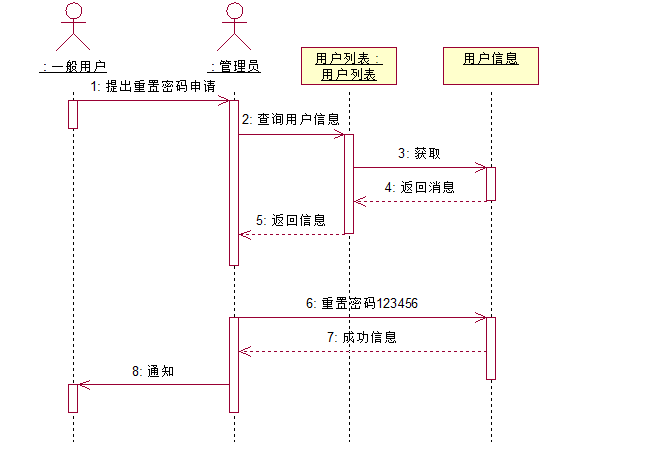 : 一般用户
: 管理员
用户列表 :
用户列表
用户信息
1: 提出重置密码申请
2: 查询用户信息
3: 获取
4: 返回消息
5: 返回信息
6: 重置密码123456
7: 成功信息
8: 通知